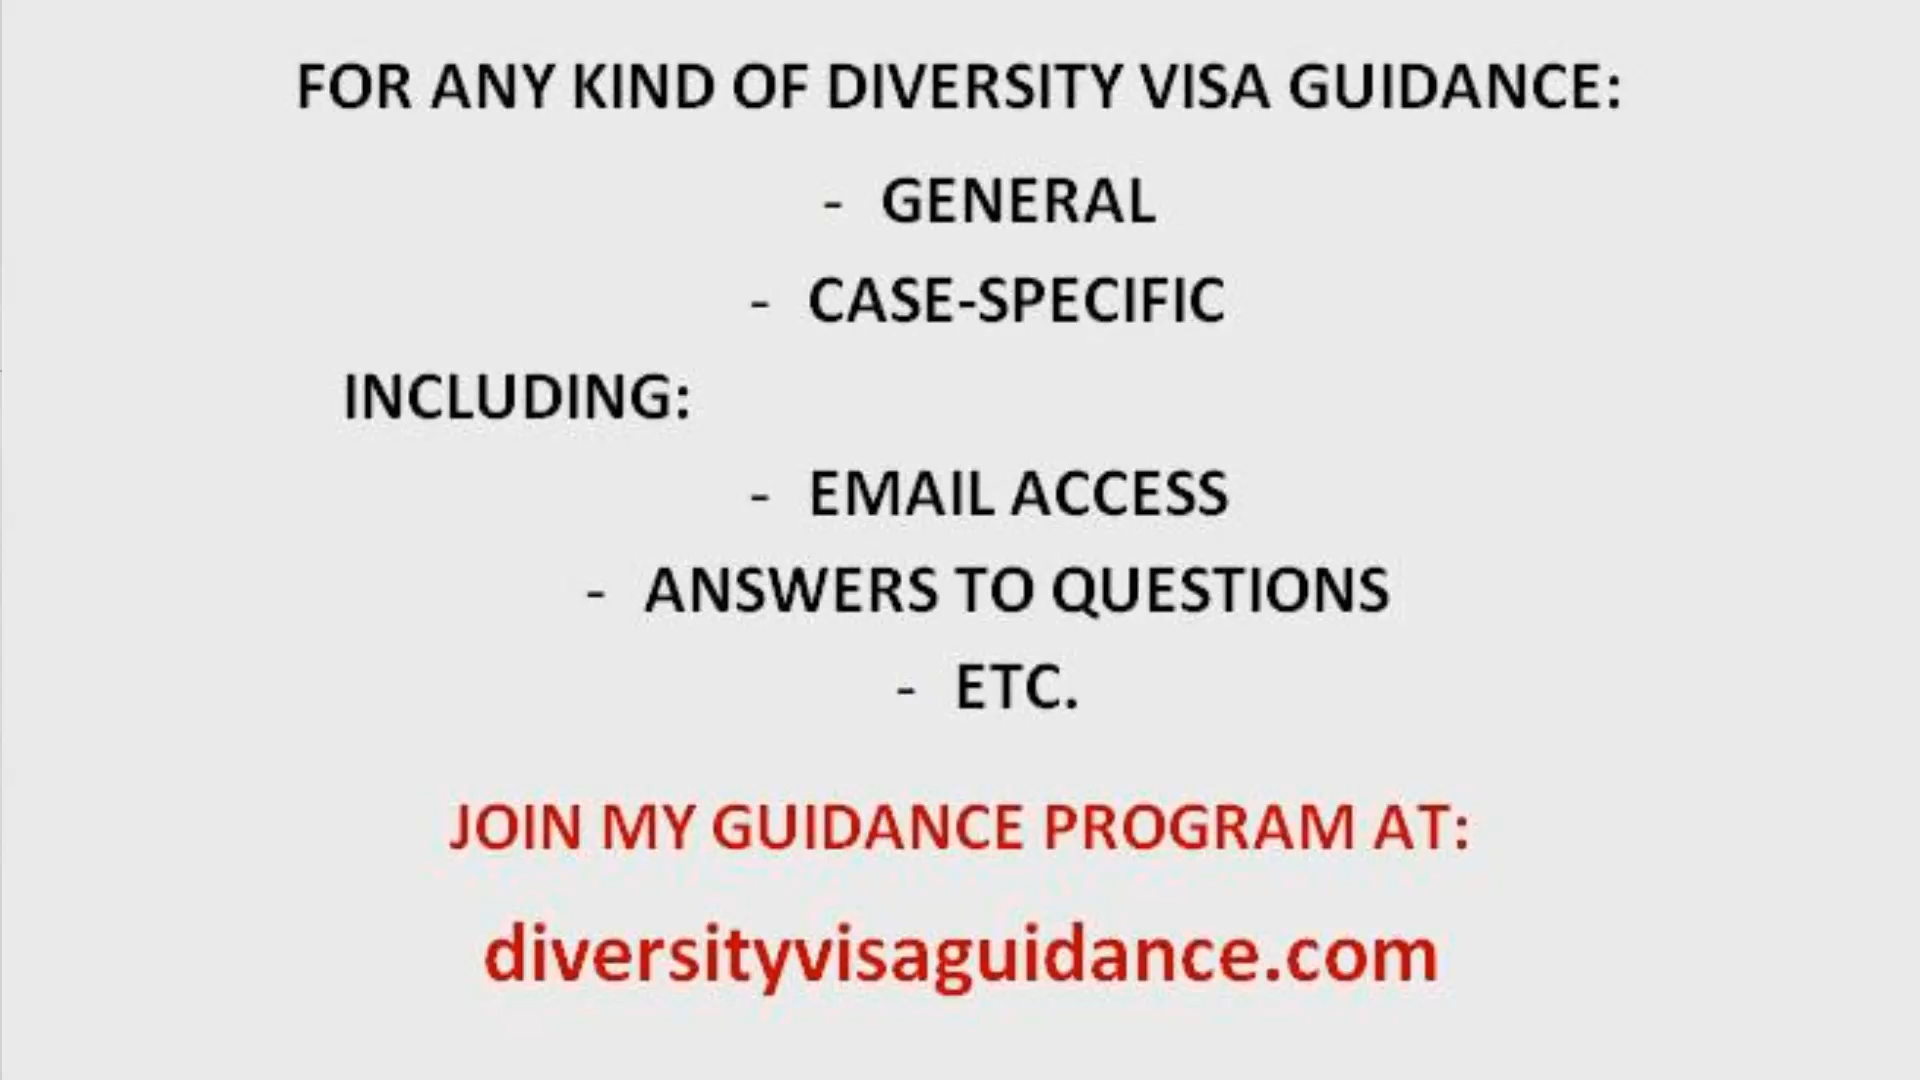 FOR ANY KIND OF DIVERSITY VISA GUIDANCE:
- GENERAL
- CASE-SPECIFIC
INCLUDING:
- EMAIL ACCESS
- ANSWERS TO QUESTIONS
- ETC.
JOIN MY GUIDANCE PROGRAM AT:
diversityvisaguidance.com